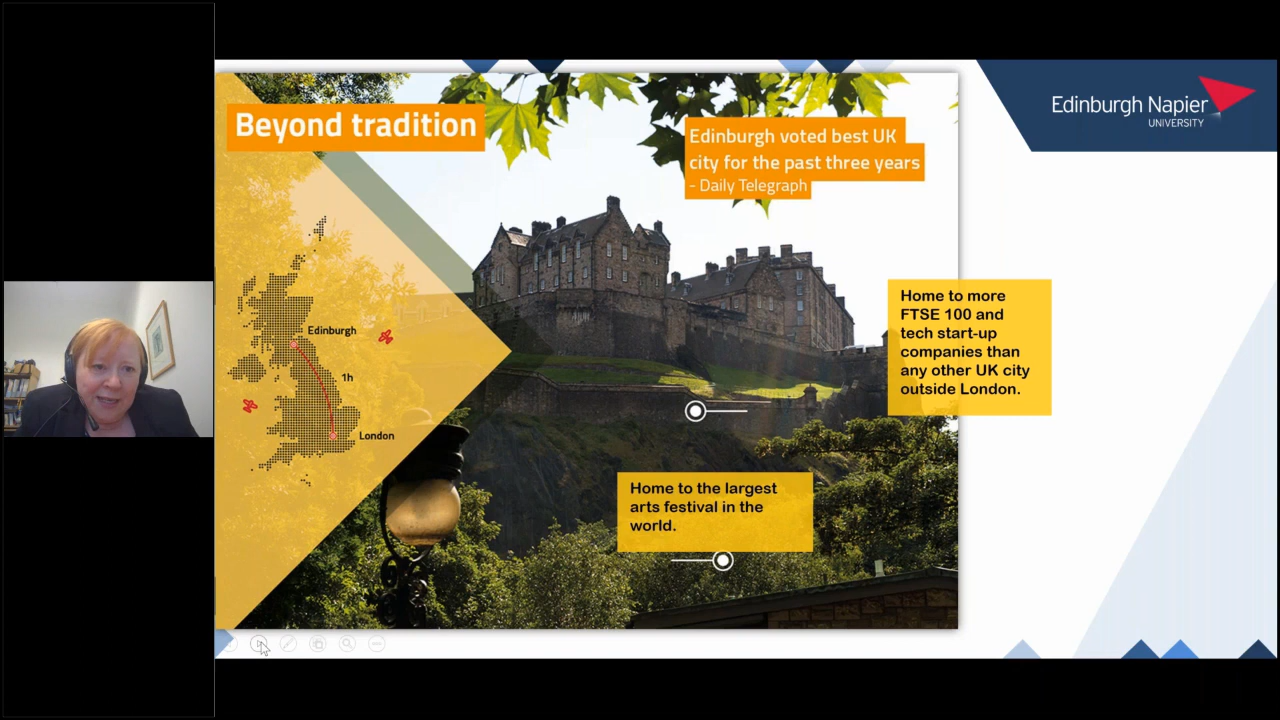 Beyond tradition
Edinburgh voted best UK
city for the past three years
- Daily Telegraph
Edinburgh Napier
UNIVERSITY
Edinburgh
1h
London
Home to more
FTSE 100 and
tech start-up
companies than
any other UK city
outside London.
Home to the largest
arts festival in the
world.